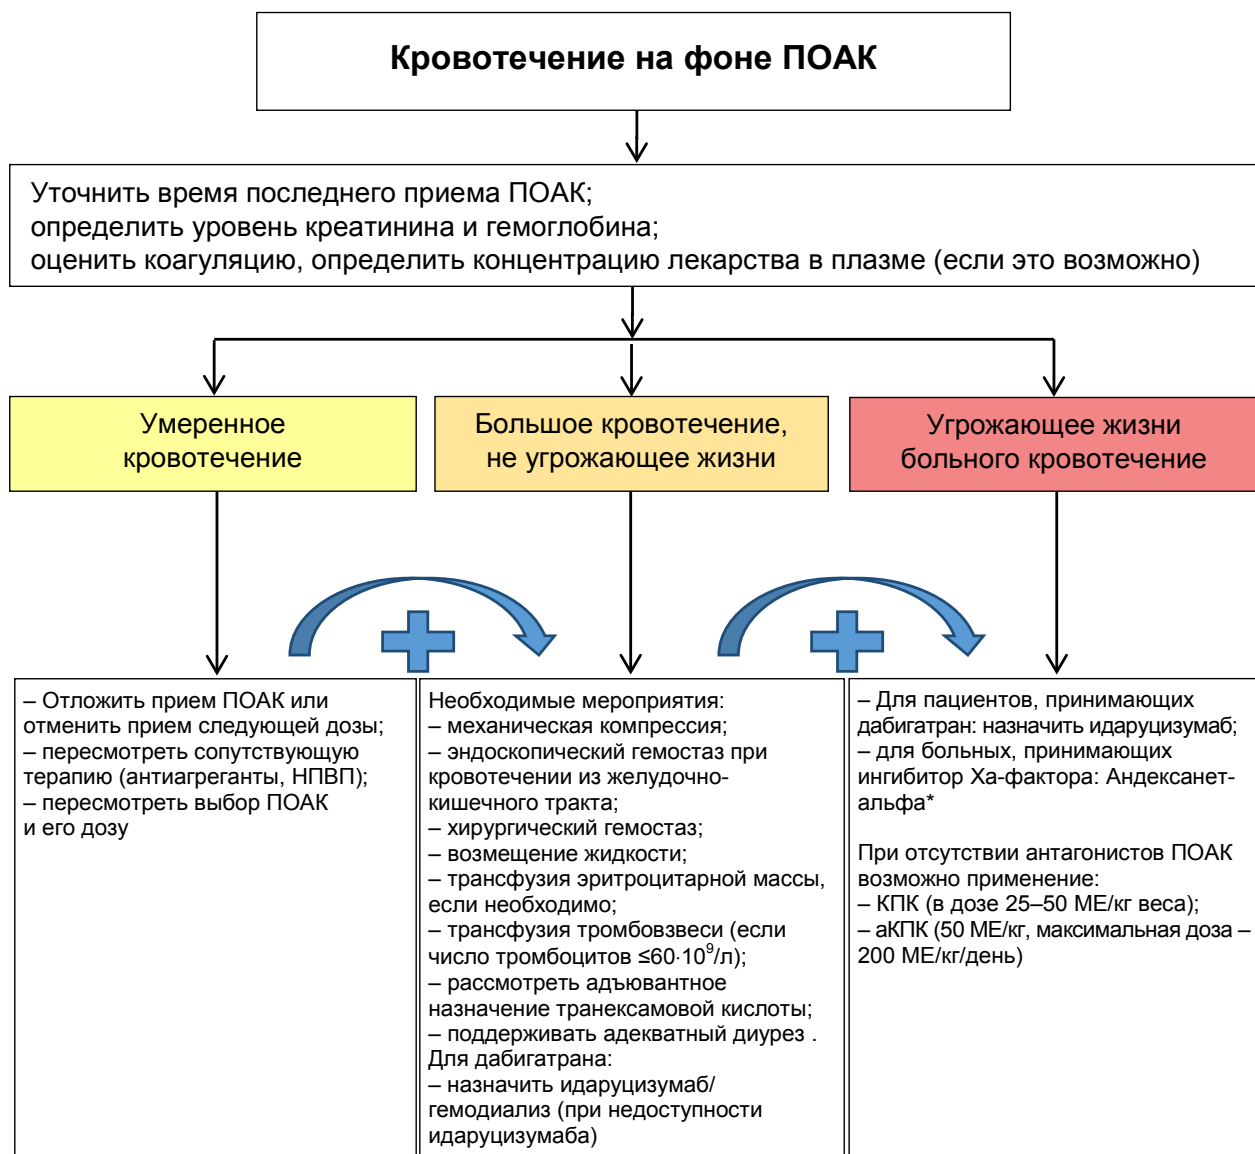 Кровотечение на фоне ПОАК
Уточнить время последнего приема ПОАК;
определить уровень креатинина и гемоглобина;
оценить коагуляцию, определить концентрацию лекарства в плазме (если это возможно)
Умеренное
кровотечение
Большое кровотечение,
не угрожающее жизни
Угрожающее жизни
больного кровотечение
– Отложить прием ПОАК или
отменить прием следующей дозы;
– пересмотреть сопутствующую
терапию (антиагреганты, НПВП);
– пересмотреть выбор ПОАК
и его дозу
Необходимые мероприятия:
– механическая компрессия;
– эндоскопический гемостаз при
кровотечении из желудочно-
кишечного тракта;
– хирургический гемостаз;
– возмещение жидкости;
– трансфузия эритроцитарной массы,
если необходимо;
– трансфузия тромбовзвеси (если
число тромбоцитов ≤60·10⁹/л);
– рассмотреть адъювантное
назначение транексамовой кислоты;
– поддерживать адекватный диурез .
Для дабигатрана:
– назначить идаруцизумаб/
гемодиализ (при недоступности
идаруцизумаба)
– Для пациентов, принимающих
дабигатран: назначить идаруцизумаб;
– для больных, принимающих
ингибитор Ха-фактора: Андексанет-
альфа*
При отсутствии антагонистов ПОАК
возможно применение:
– КПК (в дозе 25–50 МЕ/кг веса);
– аКПК (50 МЕ/кг, максимальная доза –
200 МЕ/кг/день)